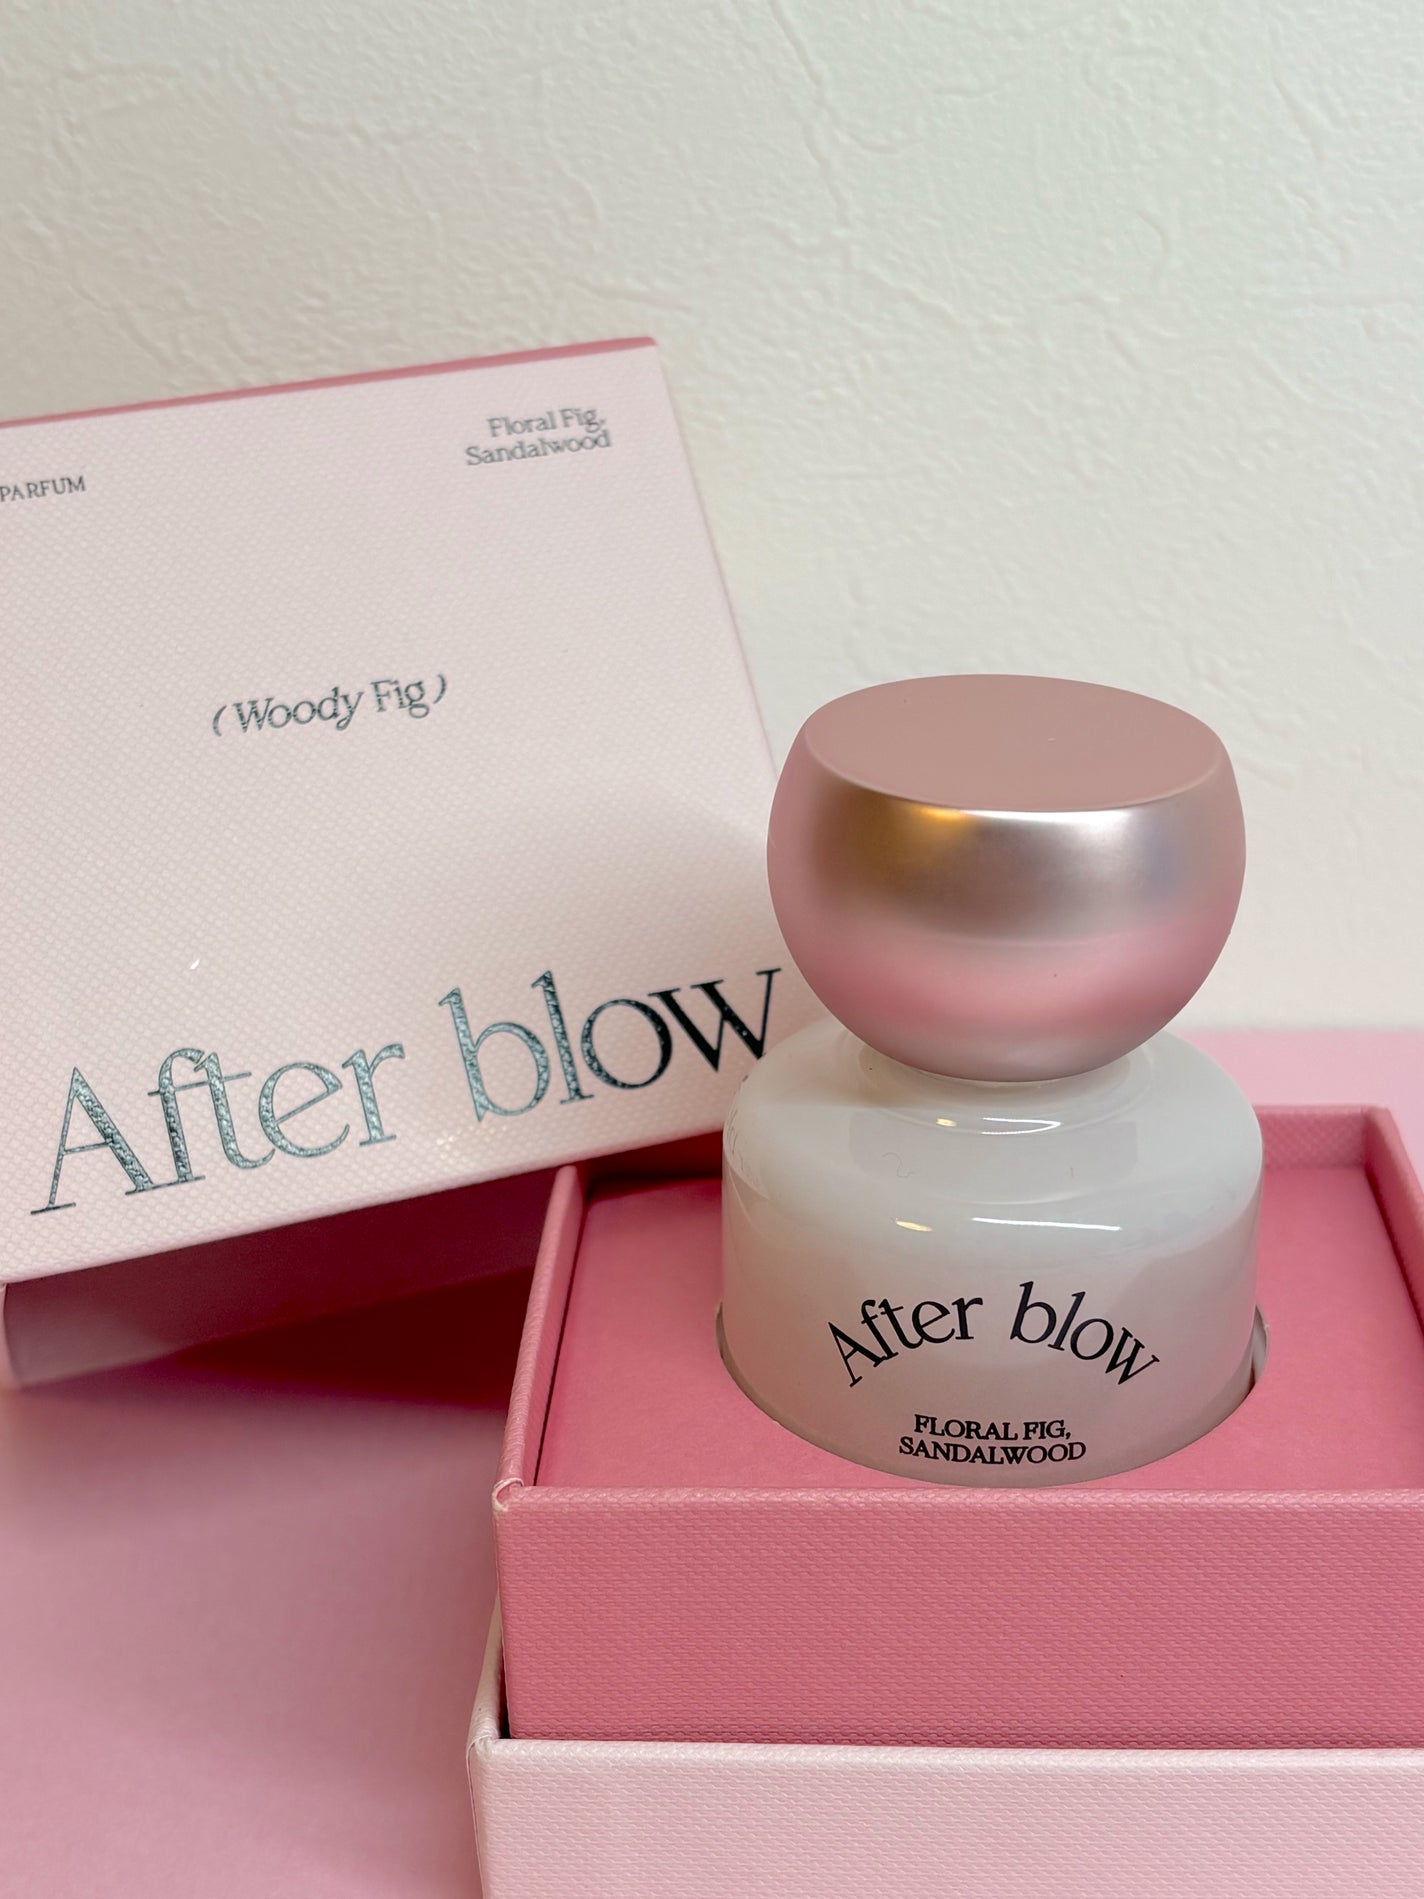 Floral Fig,
Sandalwood
PARFUM
(Woody Fig)
After blow
After blow
FLORAL FIG,
SANDALWOOD